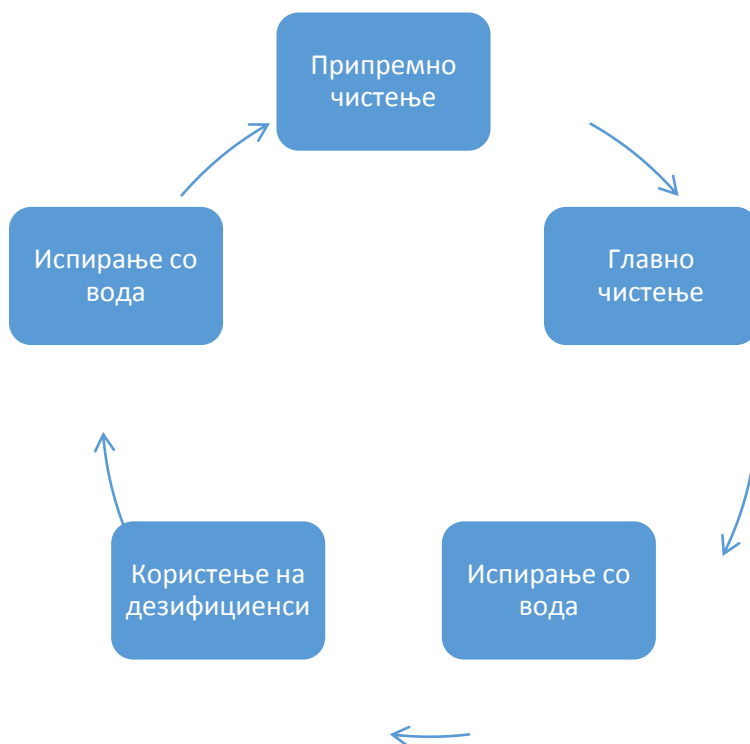 Припремно
чистење
Главно
чистење
Испирање со
вода
Користење на
дезифициенси
Испирање со
вода